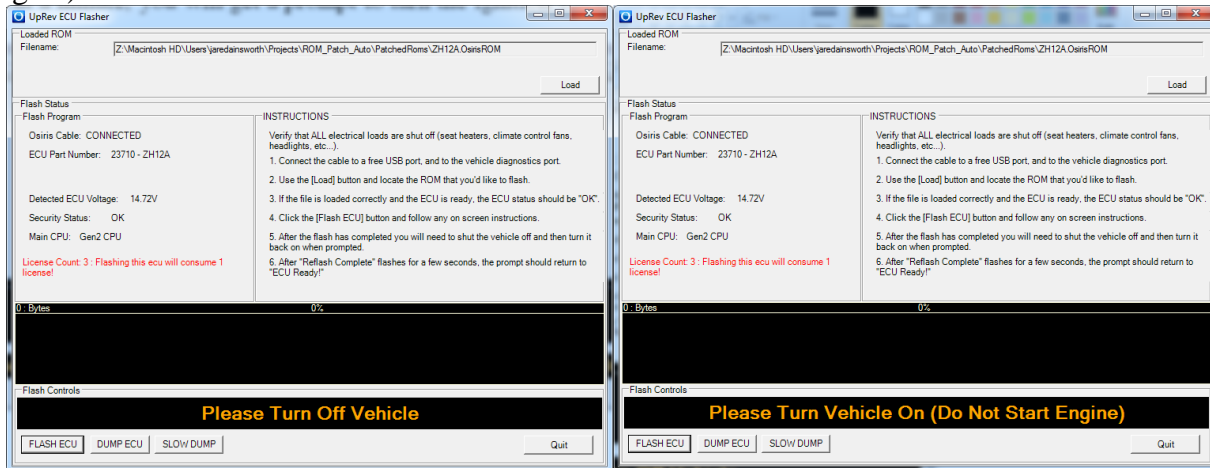 UpRev ECU Flasher
Loaded ROM
Filename: Z:\Macintosh HD\Users\jaredainsworth\Projects\ROM_Patch_Auto\PatchedRoms\ZH12A.OsirisROM
Load
Flash Status
Flash Program
Osiris Cable: CONNECTED
ECU Part Number: 23710 - ZH12A
Detected ECU Voltage: 14.72V
Security Status: OK
Main CPU: Gen2 CPU
License Count: 3 : Flashing this ecu will consume 1
license!
INSTRUCTIONS
Verify that ALL electrical loads are shut off (seat heaters, climate control fans,
headlights, etc...).
1. Connect the cable to a free USB port, and to the vehicle diagnostics port.
2. Use the [Load] button and locate the ROM that you'd like to flash.
3. If the file is loaded correctly and the ECU is ready, the ECU status should be "OK".
4. Click the [Flash ECU] button and follow any on screen instructions.
5. After the flash has completed you will need to shut the vehicle off and then turn it
back on when prompted.
6. After "Reflash Complete" flashes for a few seconds, the prompt should return to
"ECU Ready!"
0 : Bytes 0%
Flash Controls
Please Turn Off Vehicle
FLASH ECU DUMP ECU SLOW DUMP Quit
UpRev ECU Flasher
Loaded ROM
Filename: Z:\Macintosh HD\Users\jaredainsworth\Projects\ROM_Patch_Auto\PatchedRoms\ZH12A.OsirisROM
Load
Flash Status
Flash Program
Osiris Cable: CONNECTED
ECU Part Number: 23710 - ZH12A
Detected ECU Voltage: 14.72V
Security Status: OK
Main CPU: Gen2 CPU
License Count: 3 : Flashing this ecu will consume 1
license!
INSTRUCTIONS
Verify that ALL electrical loads are shut off (seat heaters, climate control fans,
headlights, etc...).
1. Connect the cable to a free USB port, and to the vehicle diagnostics port.
2. Use the [Load] button and locate the ROM that you'd like to flash.
3. If the file is loaded correctly and the ECU is ready, the ECU status should be "OK".
4. Click the [Flash ECU] button and follow any on screen instructions.
5. After the flash has completed you will need to shut the vehicle off and then turn it
back on when prompted.
6. After "Reflash Complete" flashes for a few seconds, the prompt should return to
"ECU Ready!"
0 : Bytes 0%
Flash Controls
Please Turn Vehicle On (Do Not Start Engine)
FLASH ECU DUMP ECU SLOW DUMP Quit